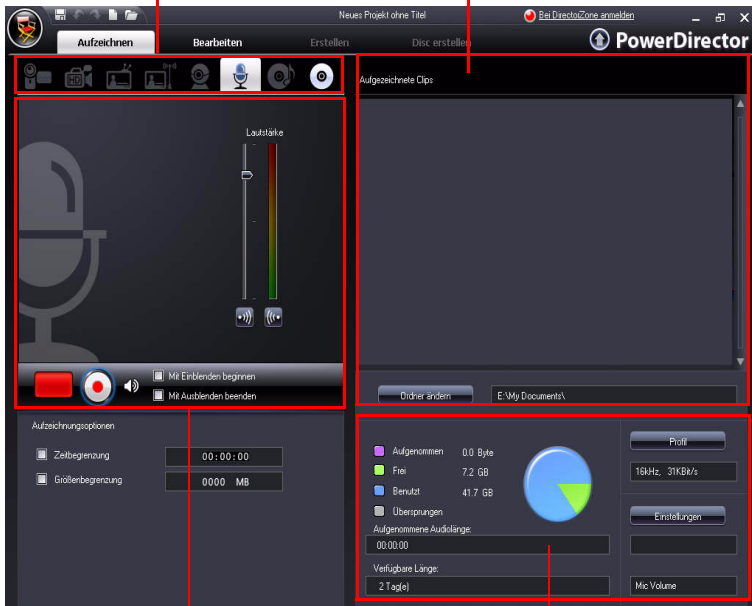 Neues Projekt ohne Titel
Bei DirectoZone anmelden
Aufzeichnen
Bearbeiten
Erstellen
Disc erstellen
PowerDirector
HD
Aufgezeichnete Clips
Lautstärke
Mit Einblenden beginnen
Mit Ausblenden beenden
Ordner ändern
E:\My Documents\
Aufzeichnungsoptionen
Zeitbegrenzung
00:00:00
Größenbegrenzung
0000 MB
Aufgenommen 0.0 Byte
Frei 7.2 GB
Benutzt 41.7 GB
Übersprungen
Aufgenommene Audiolänge:
00:00:00
Verfügbare Länge:
2 Tag(e)
Profil
16kHz, 31KBit/s
Einstellungen
Mic Volume